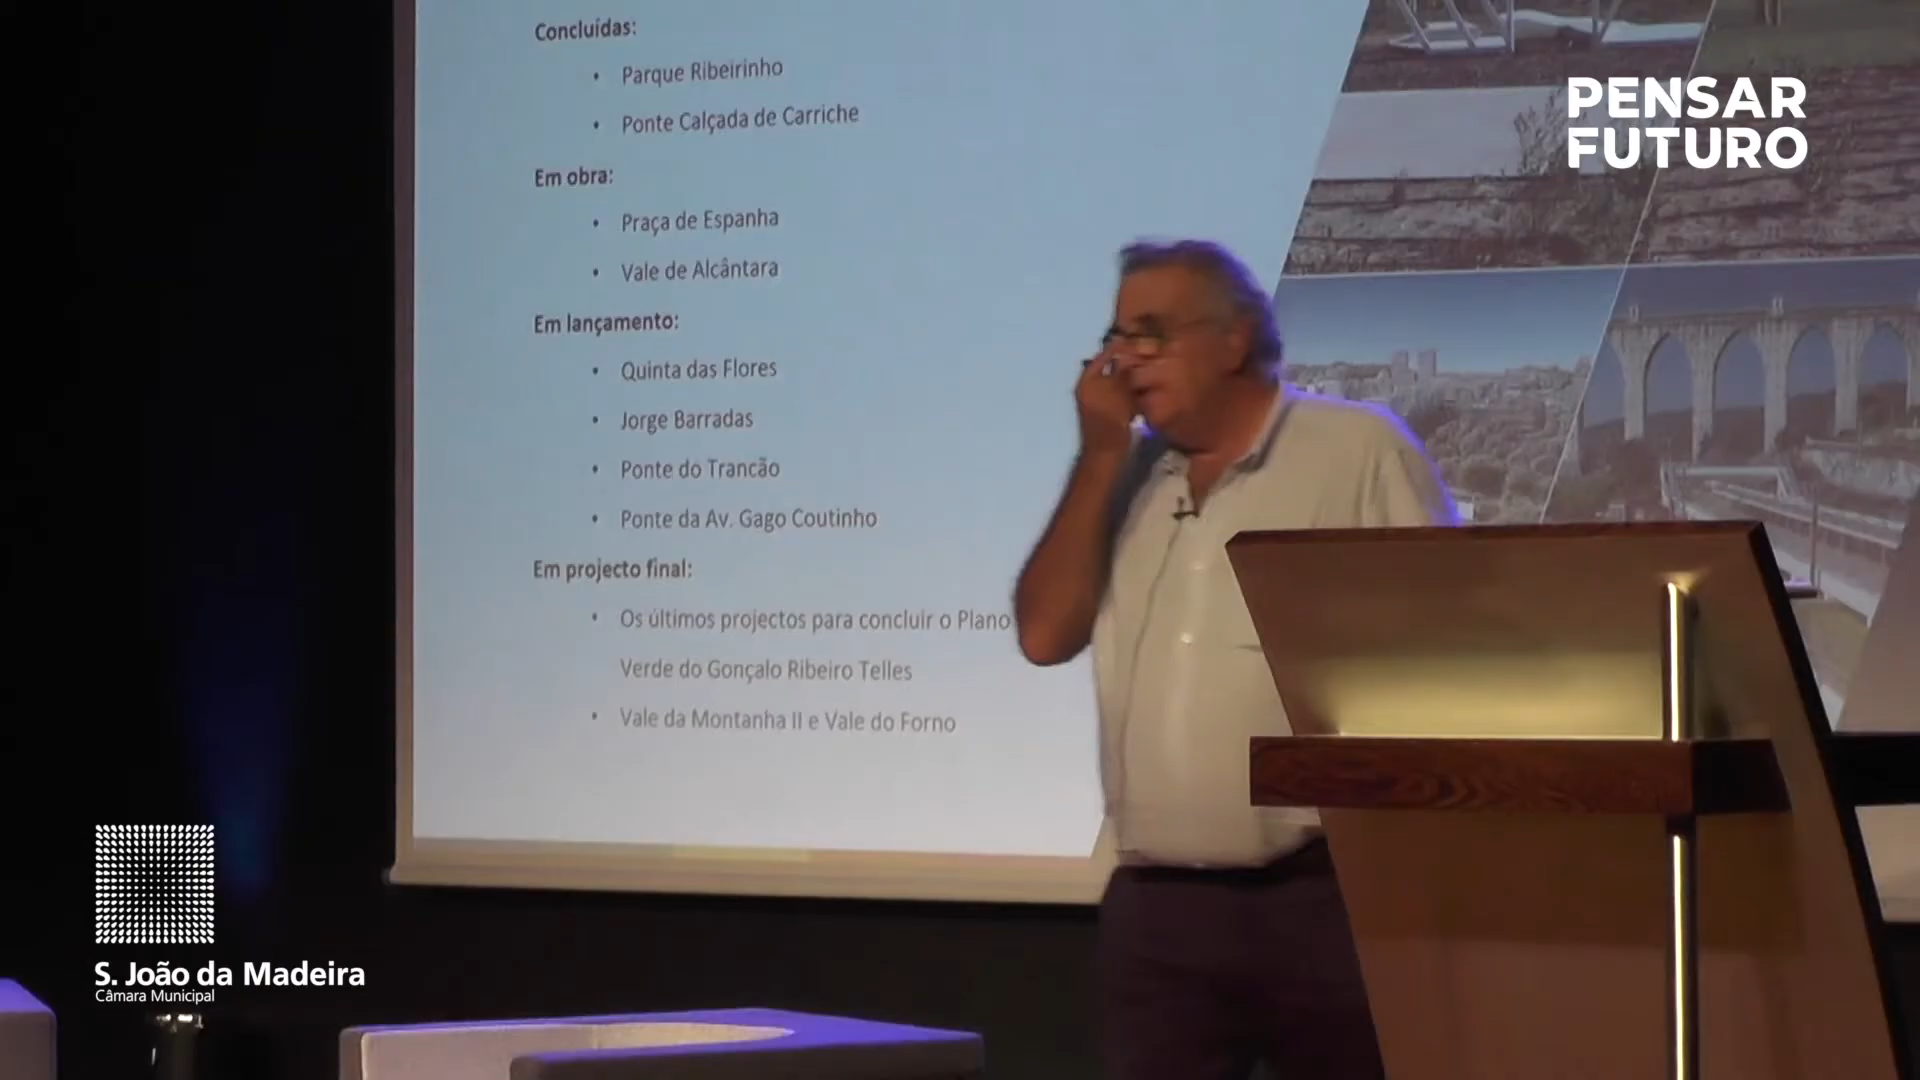 Concluídas:
• Parque Ribeirinho
• Ponte Calçada de Carriche
Em obra:
• Praça de Espanha
• Vale de Alcântara
Em lançamento:
• Quinta das Flores
• Jorge Barradas
• Ponte do Trancão
• Ponte da Av. Gago Coutinho
Em projecto final:
• Os últimos projectos para concluir o Plano
Verde do Gonçalo Ribeiro Telles
• Vale da Montanha II e Vale do Forno
PENSAR
FUTURO
S. João da Madeira
Câmara Municipal